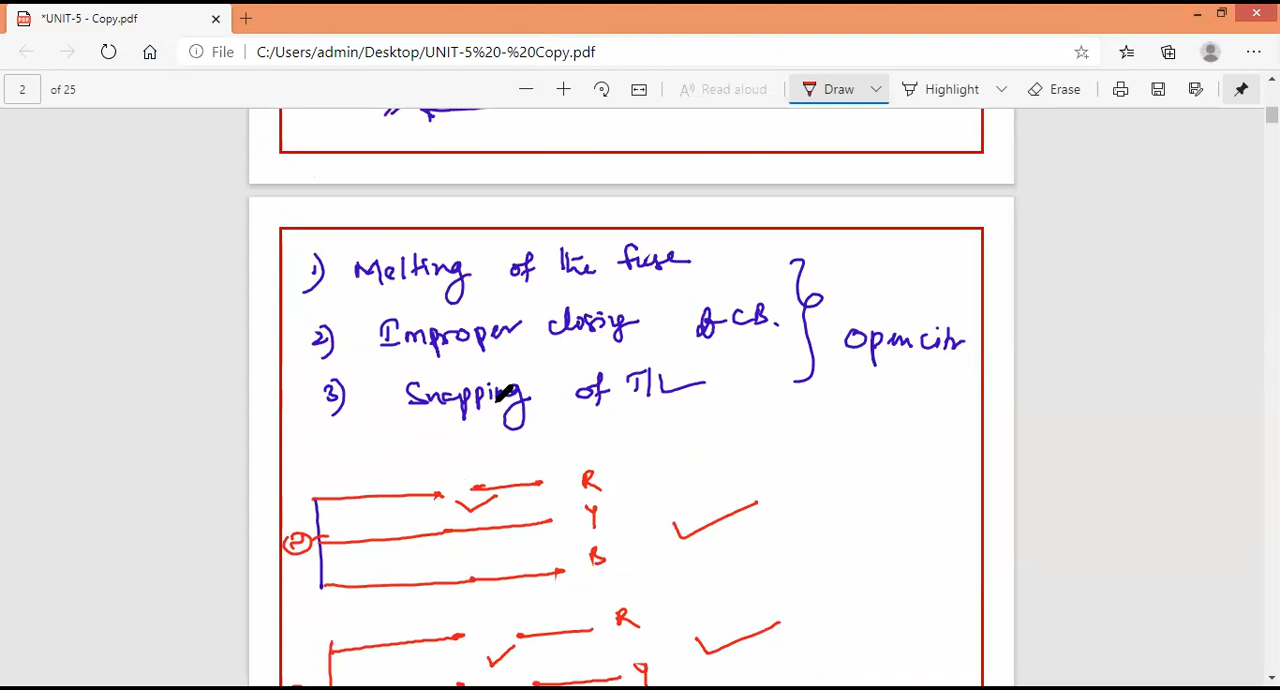 *UNIT-5 - Copy.pdf
File C:/Users/admin/Desktop/UNIT-5%20-%20Copy.pdf
2 of 25
Read aloud Draw Highlight Erase
1) Melting of the fuse
2) Improper closing of CB.
3) Snapping of T/L
Open citr
R
Y
B
R
Y